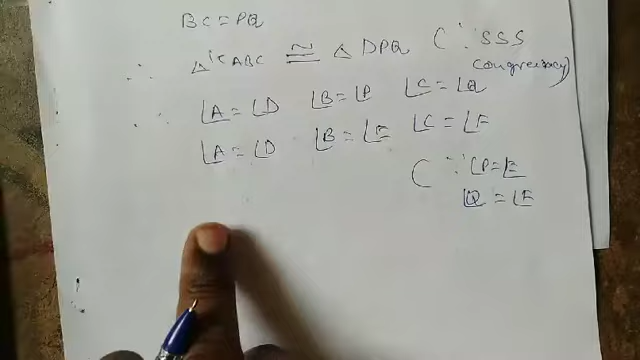 BC = PQ
∴ Δ'S ABC ≅ Δ DPQ (∵ SSS
congruency)
∴ ∠A = ∠D ∠B = ∠P ∠C = ∠Q
∠A = ∠D ∠B = ∠E ∠C = ∠F
(∵ ∠P = E
∠Q = ∠F